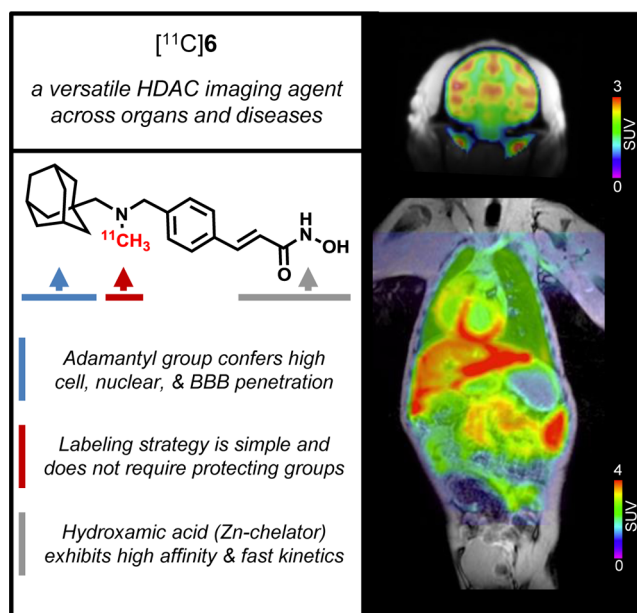 [¹¹C]6
a versatile HDAC imaging agent
across organs and diseases
N
¹¹CH₃
H
N
OH
O
Adamantyl group confers high
cell, nuclear, & BBB penetration
Labeling strategy is simple and
does not require protecting groups
Hydroxamic acid (Zn-chelator)
exhibits high affinity & fast kinetics
3
SUV
0
4
SUV
0